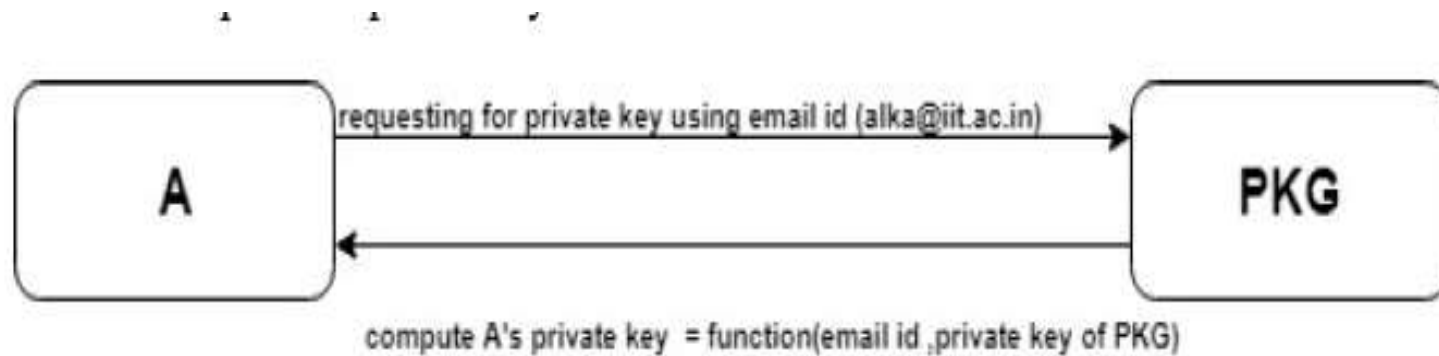 requesting for private key using email id (alka@iit.ac.in)
A
PKG
compute A's private key = function(email id ,private key of PKG)